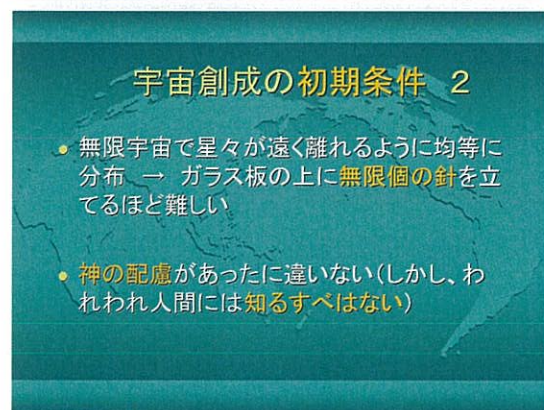 宇宙創成の初期条件 2
● 無限宇宙で星々が遠く離れるように均等に
分布 → ガラス板の上に無限個の針を立
てるほど難しい
● 神の配慮があったに違いない(しかし、わ
れわれ人間には知るすべはない)